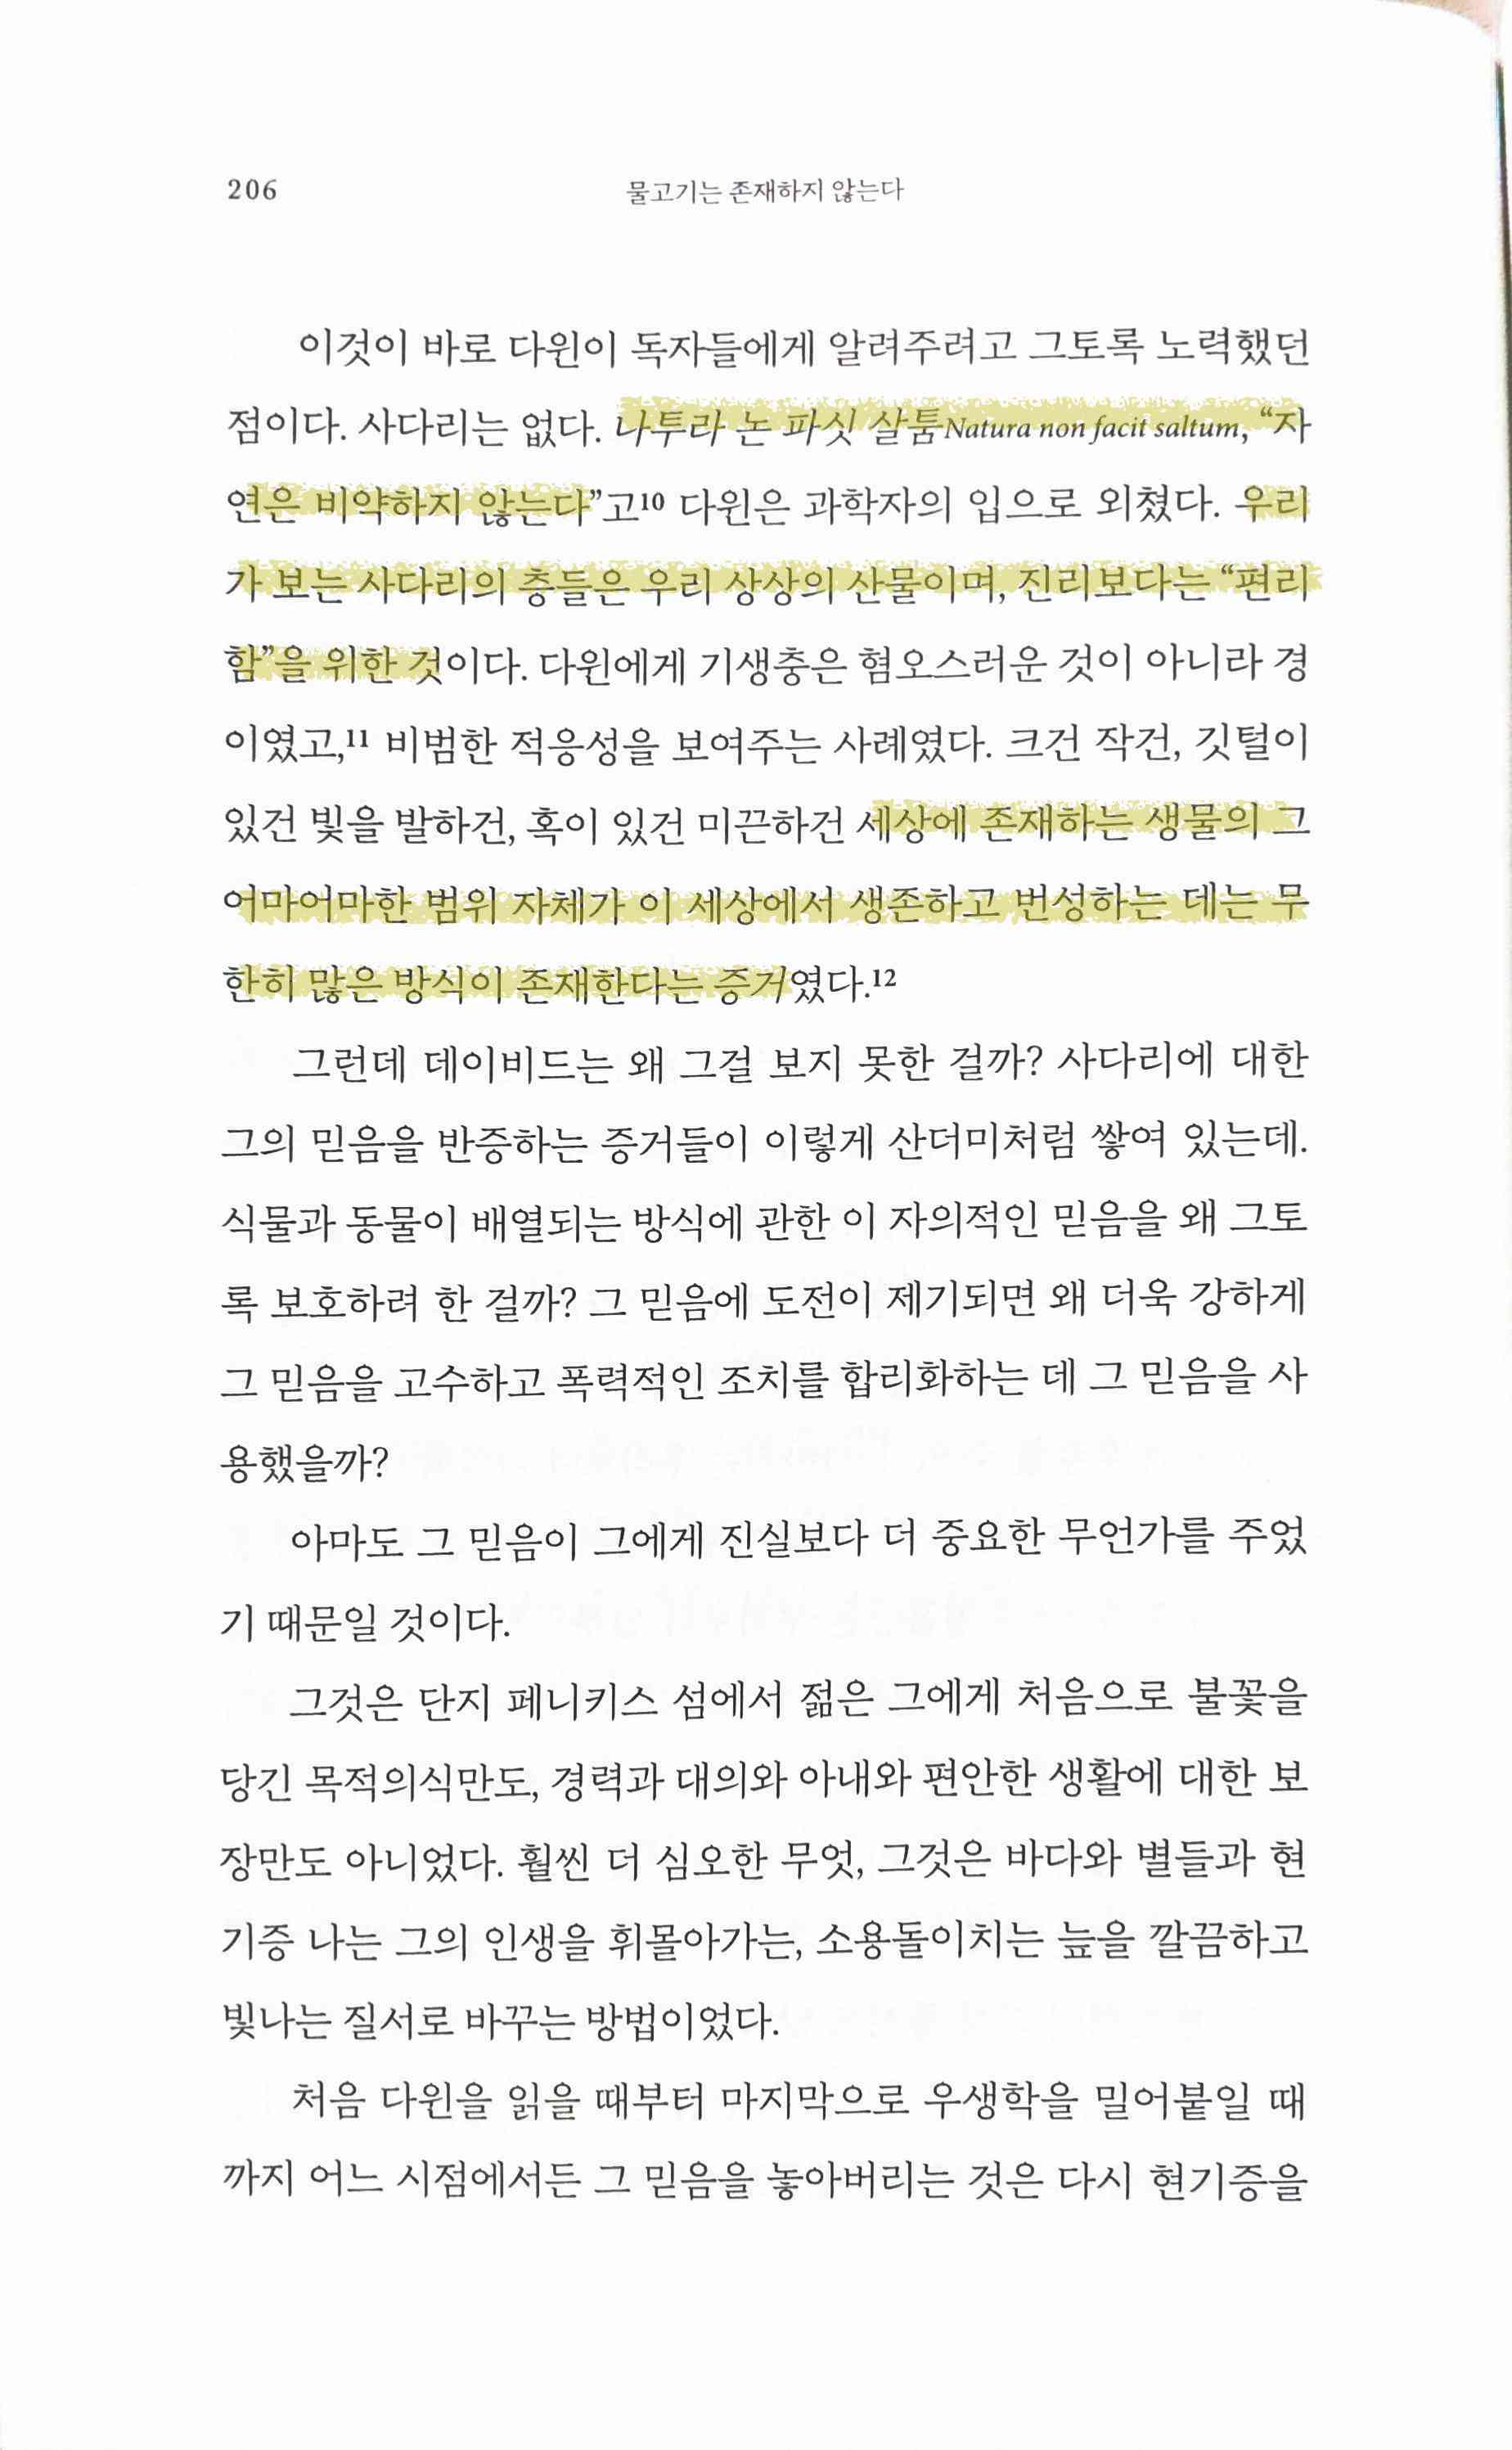 206
물고기는 존재하지 않는다
이것이 바로 다윈이 독자들에게 알려주려고 그토록 노력했던
점이다. 사다리는 없다. 나투라 논 파싯 살툼Natura non facit saltum, “자
연은 비약하지 않는다”고10 다윈은 과학자의 입으로 외쳤다. 우리
가 보는 사다리의 층들은 우리 상상의 산물이며, 진리보다는 “편리
함”을 위한 것이다. 다윈에게 기생충은 혐오스러운 것이 아니라 경
이였고,11 비범한 적응성을 보여주는 사례였다. 크건 작건, 깃털이
있건 빛을 발하건, 혹이 있건 미끈하건 세상에 존재하는 생물의 그
어마어마한 범위 자체가 이 세상에서 생존하고 번성하는 데는 무
한히 많은 방식이 존재한다는 증거였다.12
그런데 데이비드는 왜 그걸 보지 못한 걸까? 사다리에 대한
그의 믿음을 반증하는 증거들이 이렇게 산더미처럼 쌓여 있는데.
식물과 동물이 배열되는 방식에 관한 이 자의적인 믿음을 왜 그토
록 보호하려 한 걸까? 그 믿음에 도전이 제기되면 왜 더욱 강하게
그 믿음을 고수하고 폭력적인 조치를 합리화하는 데 그 믿음을 사
용했을까?
아마도 그 믿음이 그에게 진실보다 더 중요한 무언가를 주었
기 때문일 것이다.
그것은 단지 페니키스 섬에서 젊은 그에게 처음으로 불꽃을
당긴 목적의식만도, 경력과 대의와 아내와 편안한 생활에 대한 보
장만도 아니었다. 훨씬 더 심오한 무엇, 그것은 바다와 별들과 현
기증 나는 그의 인생을 휘몰아가는, 소용돌이치는 늪을 깔끔하고
빛나는 질서로 바꾸는 방법이었다.
처음 다윈을 읽을 때부터 마지막으로 우생학을 밀어붙일 때
까지 어느 시점에서든 그 믿음을 놓아버리는 것은 다시 현기증을